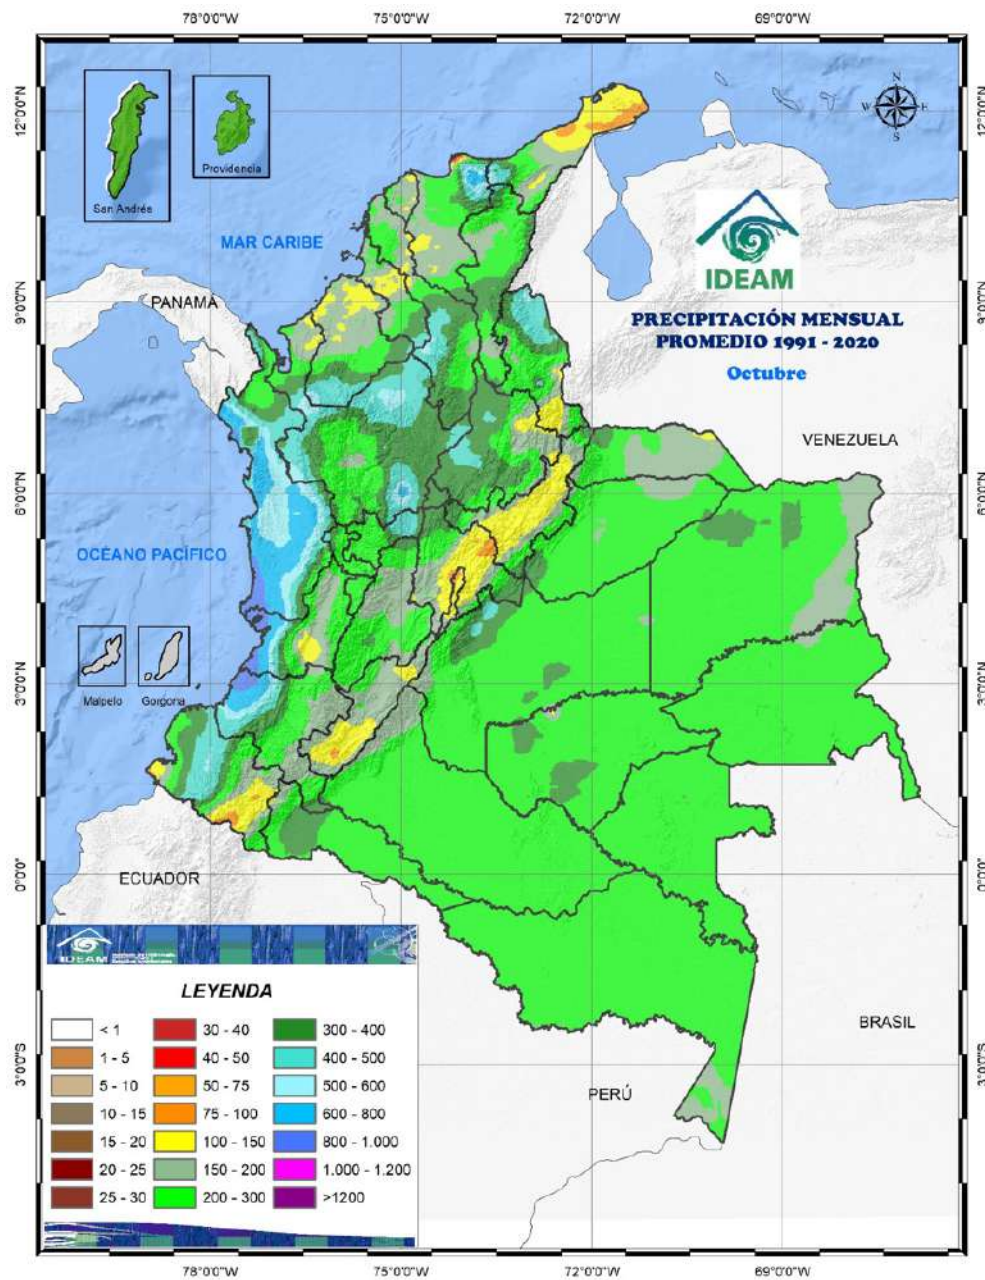 78°0'0"W 75°0'0"W 72°0'0"W 69°0'0"W
12°0'0"N 12°0'0"N
N
W E
S
San Andrés
Providencia
MAR CARIBE
IDEAM
PRECIPITACIÓN MENSUAL
PROMEDIO 1991 - 2020
Octubre
9°0'0"N 9°0'0"N
PANAMÁ
VENEZUELA
6°0'0"N 6°0'0"N
OCÉANO PACÍFICO
3°0'0"N 3°0'0"N
Malpelo Gorgona
0°0'0" 0°0'0"
ECUADOR
IDEAM
BRASIL
PERÚ
3°0'0"S 3°0'0"S
LEYENDA
< 1 30 - 40 300 - 400
1 - 5 40 - 50 400 - 500
5 - 10 50 - 75 500 - 600
10 - 15 75 - 100 600 - 800
15 - 20 100 - 150 800 - 1.000
20 - 25 150 - 200 1.000 - 1.200
25 - 30 200 - 300 >1200
78°0'0"W 75°0'0"W 72°0'0"W 69°0'0"W